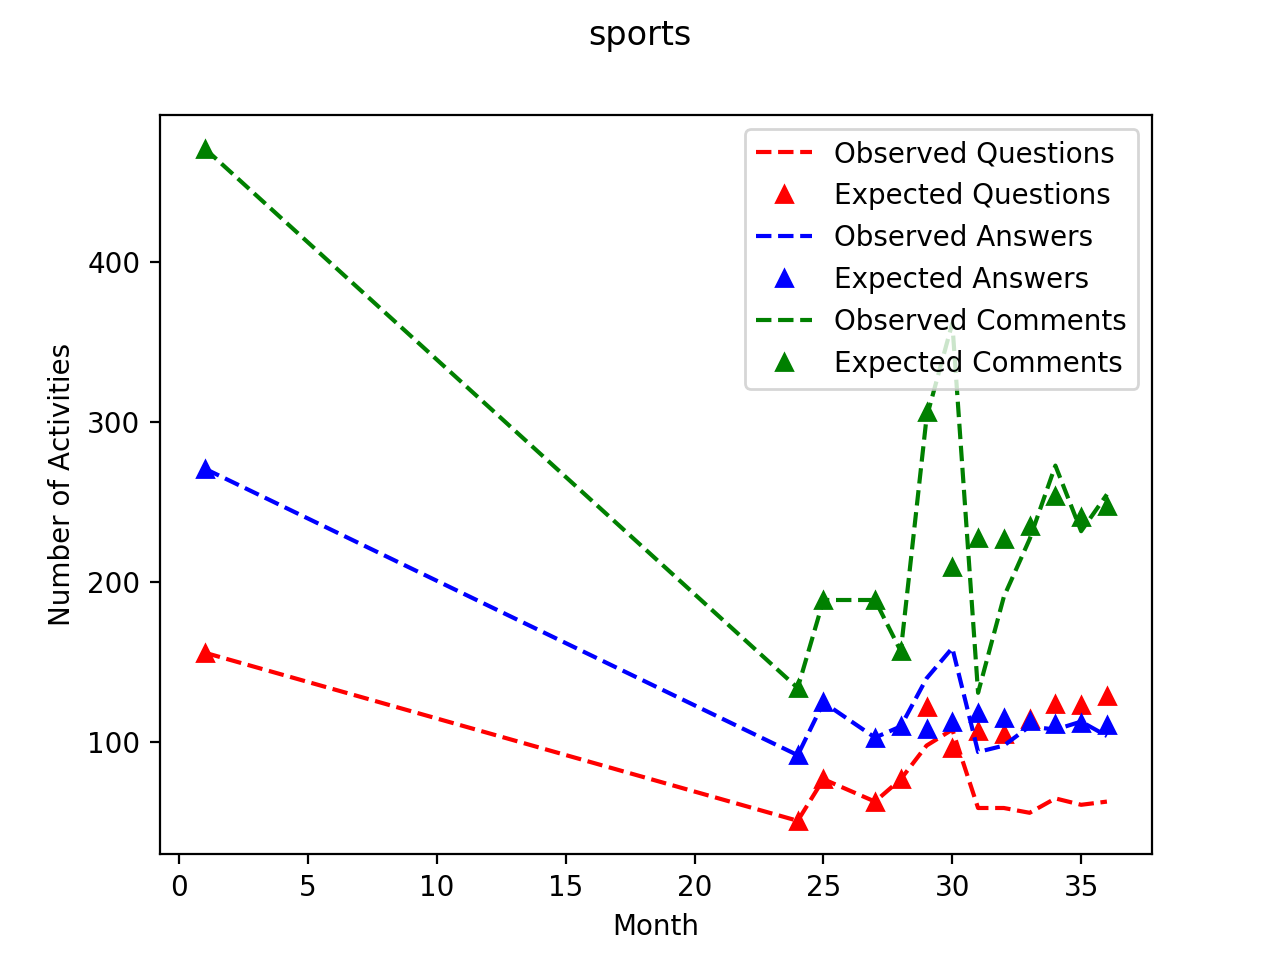 sports
Observed Questions
Expected Questions
Observed Answers
Expected Answers
Observed Comments
Expected Comments
Number of Activities
400
300
200
100
0 5 10 15 20 25 30 35
Month